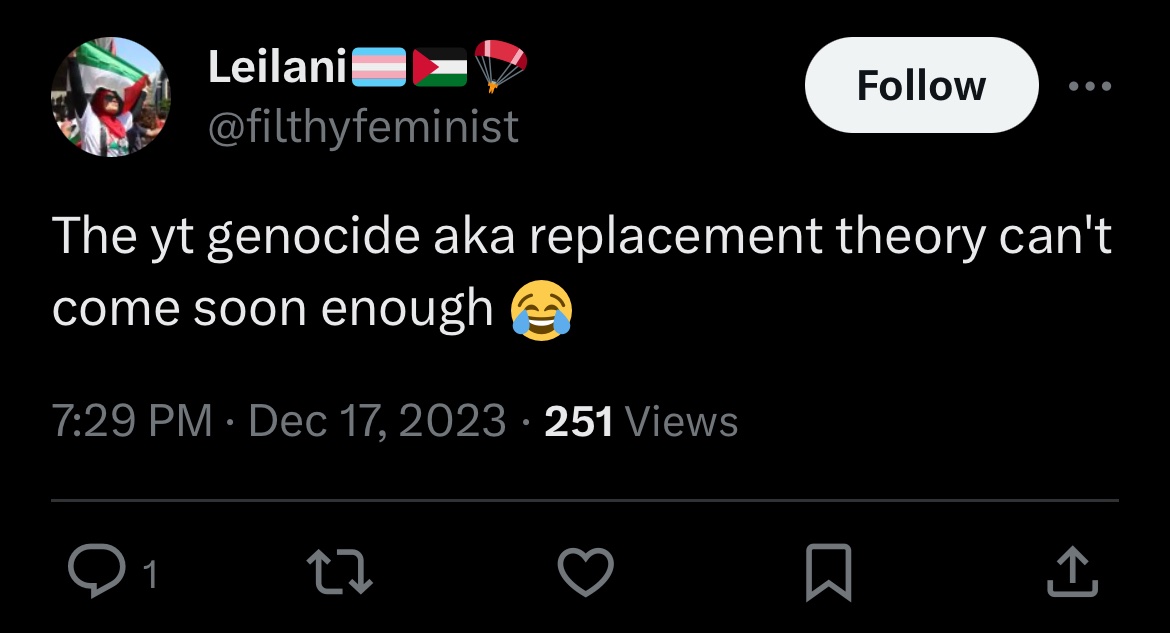 Leilani🏳️‍⚧️🇵🇸🪂
@filthyfeminist
Follow
The yt genocide aka replacement theory can't
come soon enough 😂
7:29 PM · Dec 17, 2023 · 251 Views
1